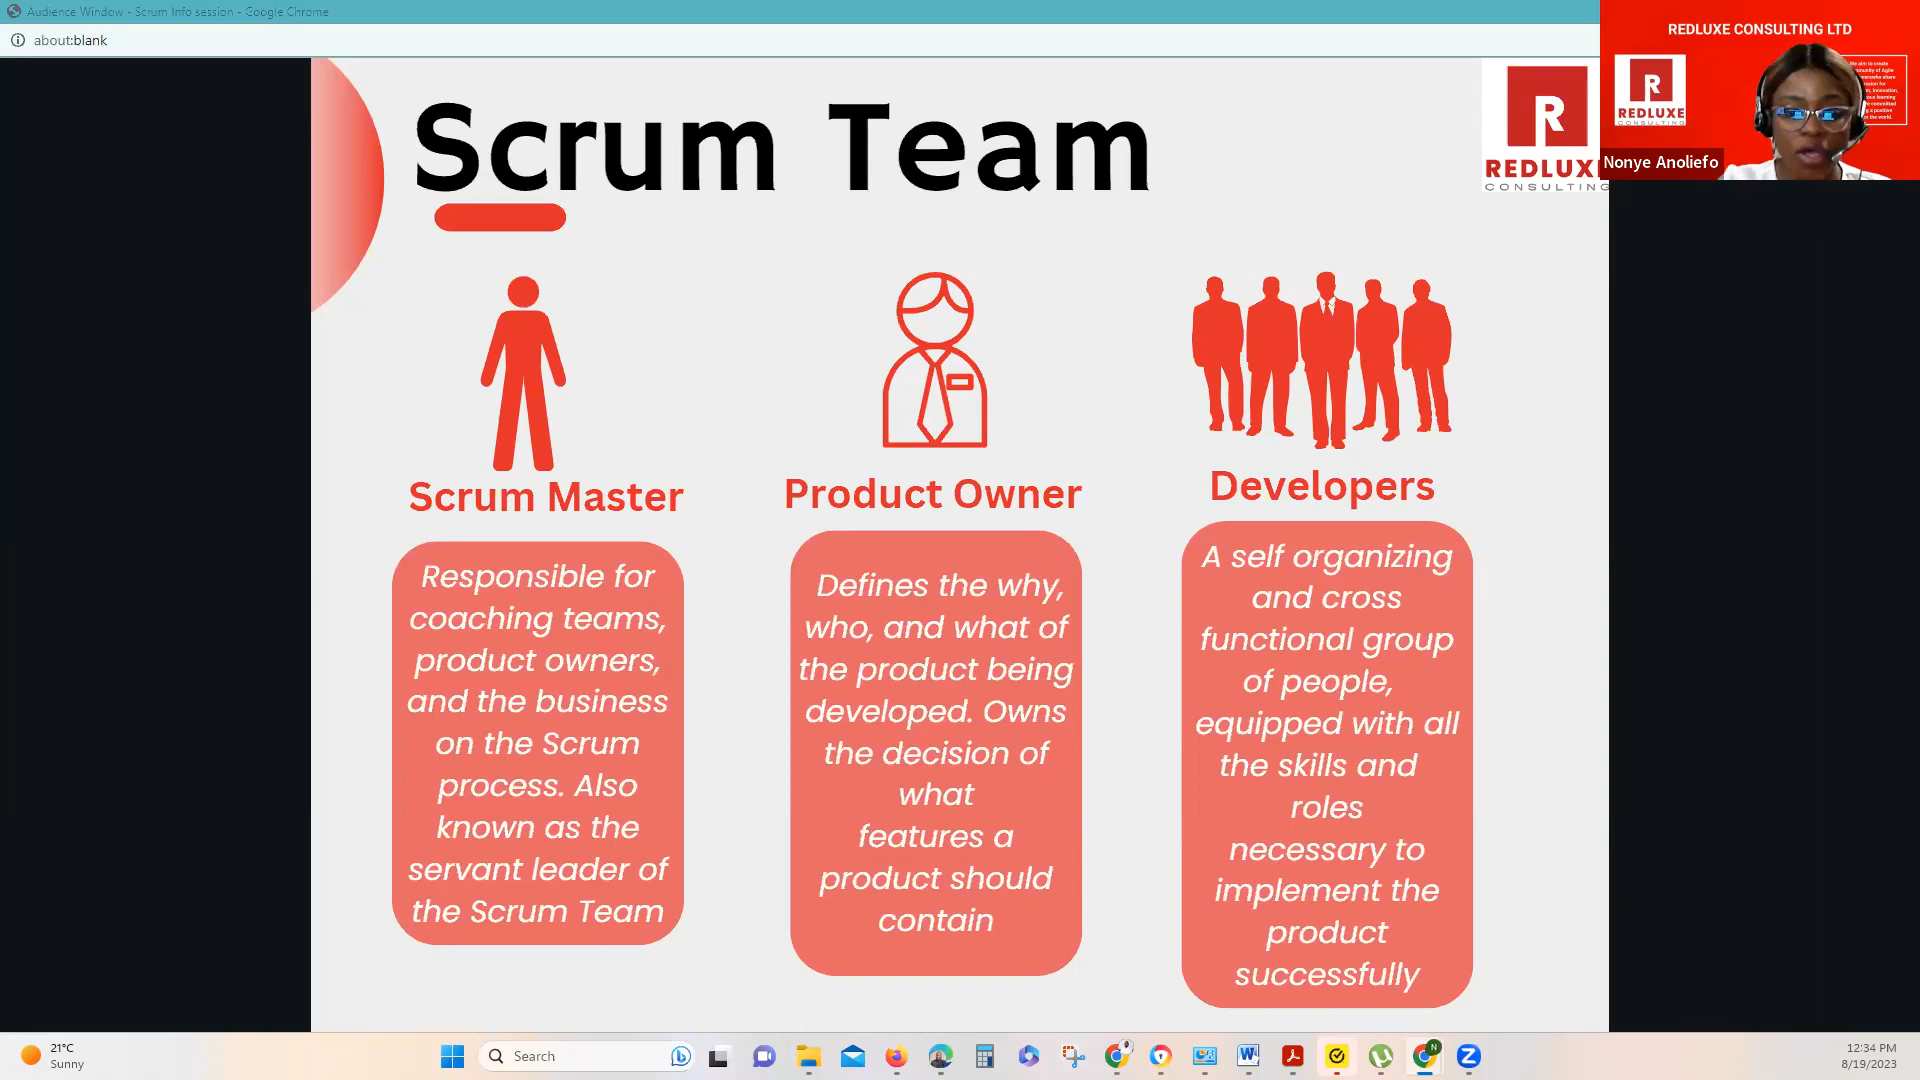 Audience Window - Scrum Info session - Google Chrome
about:blank
REDLUXE CONSULTING LTD
R
REDLUXE
CONSULTING
Nonye Anoliefo
Scrum Team
R
REDLUXE
CONSULTING
Scrum Master
Responsible for
coaching teams,
product owners,
and the business
on the Scrum
process. Also
known as the
servant leader of
the Scrum Team
Product Owner
Defines the why,
who, and what of
the product being
developed. Owns
the decision of
what
features a
product should
contain
Developers
A self organizing
and cross
functional group
of people,
equipped with all
the skills and
roles
necessary to
implement the
product
successfully
21°C
Sunny
Search
12:34 PM
8/19/2023